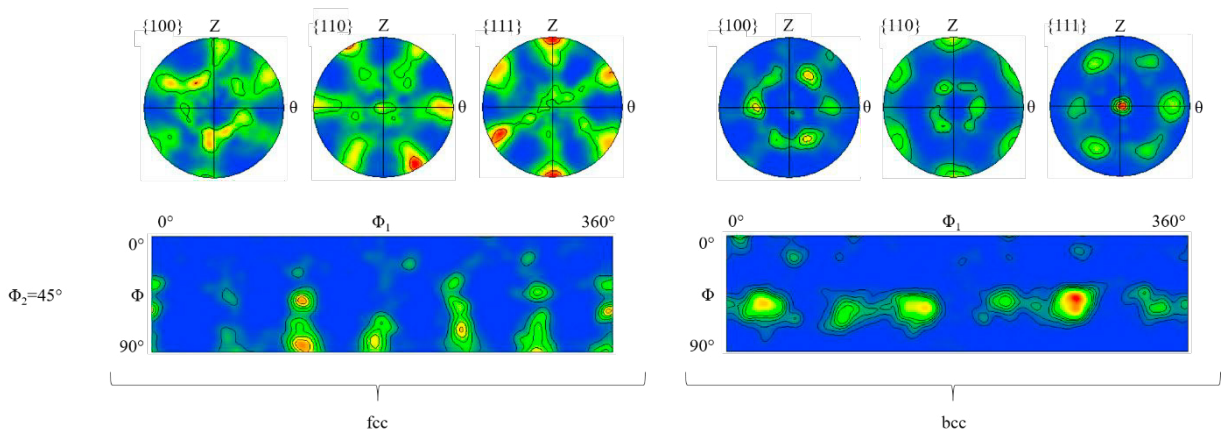 {100} Z {110} Z {111} Z {100} Z {110} Z {111} Z
θ θ θ θ θ θ
0° Φ₁ 360° 0° Φ₁ 360°
0° 0°
Φ₂=45° Φ Φ
90° 90°
fcc bcc